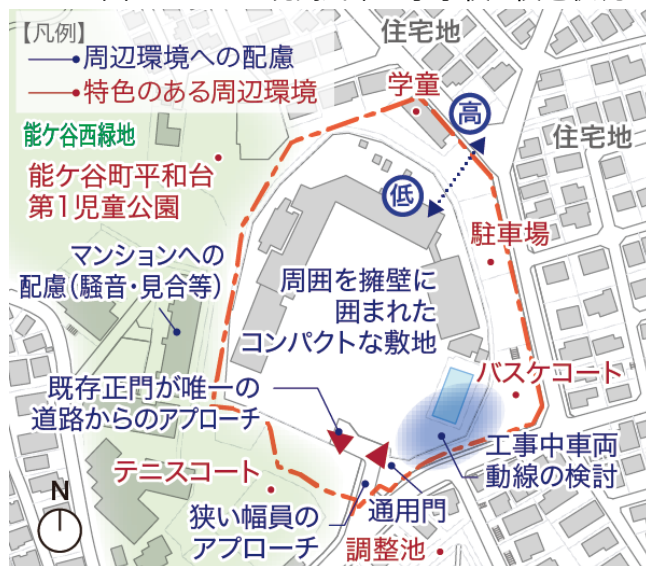 【凡例】
周辺環境への配慮
特色のある周辺環境
住宅地
学童
高
住宅地
能ケ谷西緑地
能ケ谷町平和台
第1児童公園
低
駐車場
マンションへの
配慮(騒音・見合等)
周囲を擁壁に
囲まれた
コンパクトな敷地
既存正門が唯一の
道路からのアプローチ
バスケコート
工事中車両
動線の検討
テニスコート
狭い幅員の
アプローチ
通用門
調整池
N